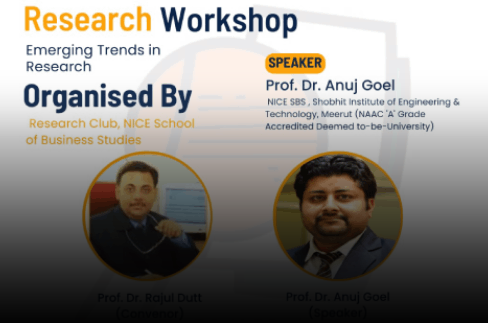 Research Workshop
Emerging Trends in
Research
Organised By
Research Club, NICE School
of Business Studies
SPEAKER
Prof. Dr. Anuj Goel
NICE SBS , Shobhit Institute of Engineering &
Technology, Meerut (NAAC 'A' Grade
Accredited Deemed to-be-University)
Prof. Dr. Rajul Dutt
(Convener)
Prof. Dr. Anuj Goel
(Speaker)